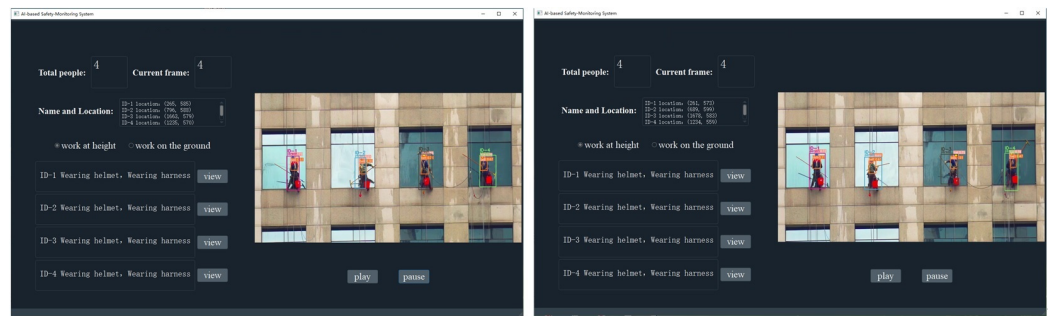 AI-based Safety-Monitoring System
Total people: 4 Current frame: 4
Name and Location: ID-1 location: (265, 585)
ID-2 location: (796, 588)
ID-3 location: (1663, 579)
ID-4 location: (1235, 570)
work at height work on the ground
ID-1 Wearing helmet, Wearing harness view
ID-2 Wearing helmet, Wearing harness view
ID-3 Wearing helmet, Wearing harness view
ID-4 Wearing helmet, Wearing harness view
play pause
AI-based Safety-Monitoring System
Total people: 4 Current frame: 4
Name and Location: ID-1 location: (261, 573)
ID-2 location: (689, 599)
ID-3 location: (1678, 583)
ID-4 location: (1234, 559)
work at height work on the ground
ID-1 Wearing helmet, Wearing harness view
ID-2 Wearing helmet, Wearing harness view
ID-3 Wearing helmet, Wearing harness view
ID-4 Wearing helmet, Wearing harness view
play pause